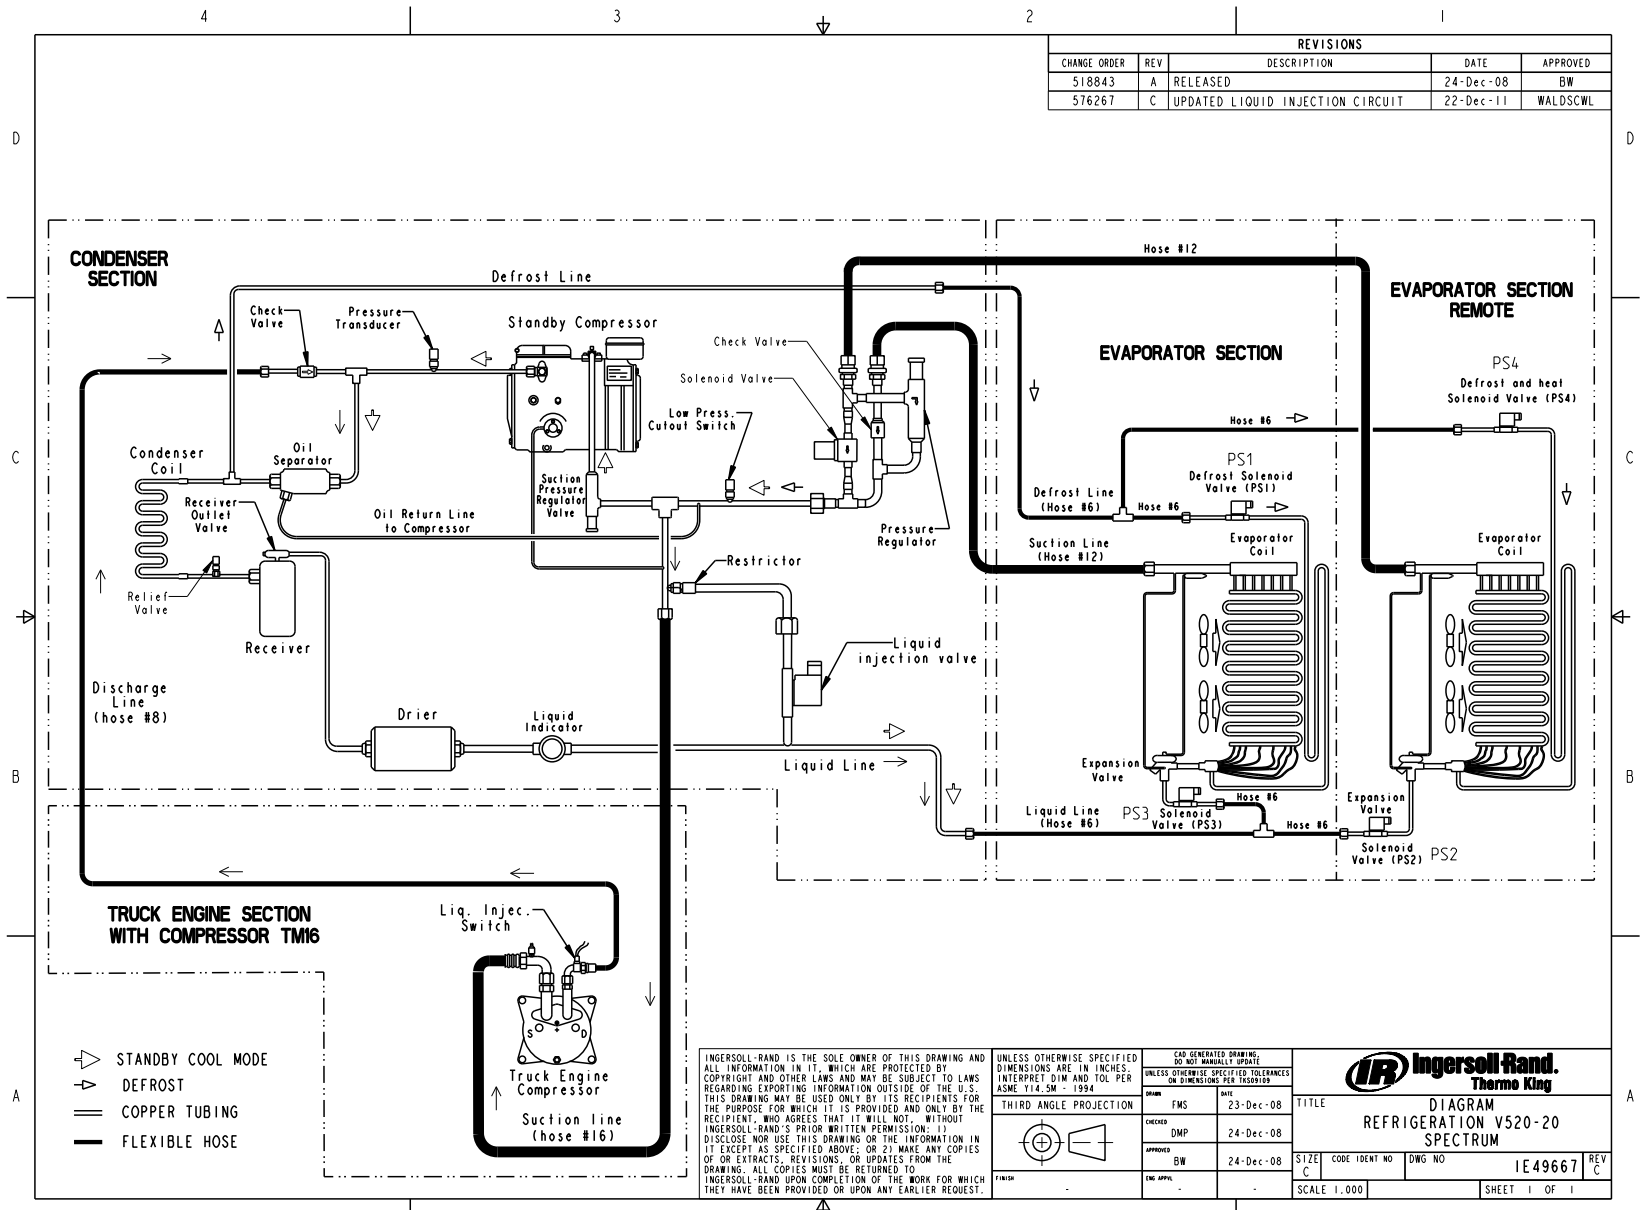 4
3
2
1
REVISIONS
CHANGE ORDER REV DESCRIPTION DATE APPROVED
518843 A RELEASED 24-Dec-08 BW
576267 C UPDATED LIQUID INJECTION CIRCUIT 22-Dec-11 WALDSCWL
D
D
CONDENSER
SECTION
Defrost Line
Hose #12
EVAPORATOR SECTION
REMOTE
EVAPORATOR SECTION
Check
Valve
Pressure
Transducer
Standby Compressor
Check Valve
Solenoid Valve
Low Press.
Cutout Switch
PS4
Defrost and heat
Solenoid Valve (PS4)
Hose #6
C
C
Condenser
Coil
Oil
Separator
Receiver
Outlet
Valve
Oil Return Line
to Compressor
Suction
Pressure
Regulator
Valve
Pressure
Regulator
PS1
Defrost Solenoid
Valve (PS1)
Defrost Line
(Hose #6)
Hose #6
Suction Line
(Hose #12)
Evaporator
Coil
Evaporator
Coil
Restrictor
Relief
Valve
Receiver
Liquid
injection valve
Discharge
Line
(hose #8)
Drier
Liquid
Indicator
Liquid Line
Expansion
Valve
B
B
Liquid Line
(Hose #6)
PS3
Solenoid
Valve (PS3)
Hose #6
Hose #6
Expansion
Valve
Solenoid
Valve (PS2)
PS2
TRUCK ENGINE SECTION
WITH COMPRESSOR TM16
Liq. Injec.
Switch
S
D
Truck Engine
Compressor
Suction line
(hose #16)
A
A
STANDBY COOL MODE
DEFROST
COPPER TUBING
FLEXIBLE HOSE
INGERSOLL-RAND IS THE SOLE OWNER OF THIS DRAWING AND
ALL INFORMATION IN IT, WHICH ARE PROTECTED BY
COPYRIGHT AND OTHER LAWS AND MAY BE SUBJECT TO LAWS
REGARDING EXPORTING INFORMATION OUTSIDE OF THE U.S.
THIS DRAWING MAY BE USED ONLY BY ITS RECIPIENTS FOR
THE PURPOSE FOR WHICH IT IS PROVIDED AND ONLY BY THE
RECIPIENT, WHO AGREES THAT IT WILL NOT, WITHOUT
INGERSOLL-RAND'S PRIOR WRITTEN PERMISSION: 1)
DISCLOSE NOR USE THIS DRAWING OR THE INFORMATION IN
IT EXCEPT AS SPECIFIED ABOVE; OR 2) MAKE ANY COPIES
OF OR EXTRACTS, REVISIONS, OR UPDATES FROM THE
DRAWING. ALL COPIES MUST BE RETURNED TO
INGERSOLL-RAND UPON COMPLETION OF THE WORK FOR WHICH
THEY HAVE BEEN PROVIDED OR UPON ANY EARLIER REQUEST.
UNLESS OTHERWISE SPECIFIED
DIMENSIONS ARE IN INCHES.
INTERPRET DIM AND TOL PER
ASME Y14.5M - 1994
THIRD ANGLE PROJECTION
FINISH
-
CAD GENERATED DRAWING,
DO NOT MANUALLY UPDATE
UNLESS OTHERWISE SPECIFIED TOLERANCES
ON DIMENSIONS PER TKS09109
DRAWN FMS DATE 23-Dec-08
CHECKED DMP 24-Dec-08
APPROVED BW 24-Dec-08
ENG APPVL - -
IR Ingersoll-Rand.
Thermo King
TITLE
DIAGRAM
REFRIGERATION V520-20
SPECTRUM
SIZE C CODE IDENT NO DWG NO 1E49667 REV C
SCALE 1.000 SHEET 1 OF 1